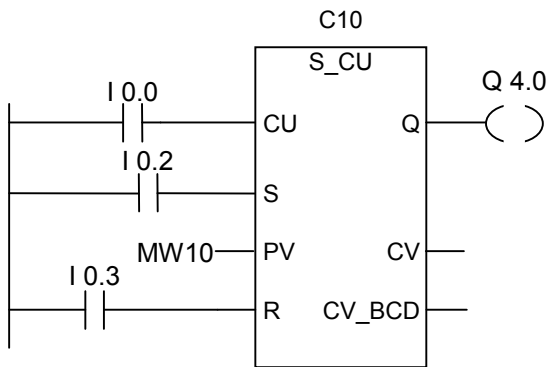 C10
S_CU
I 0.0
Q 4.0
CU
Q
I 0.2
S
MW10
PV
CV
I 0.3
R
CV_BCD